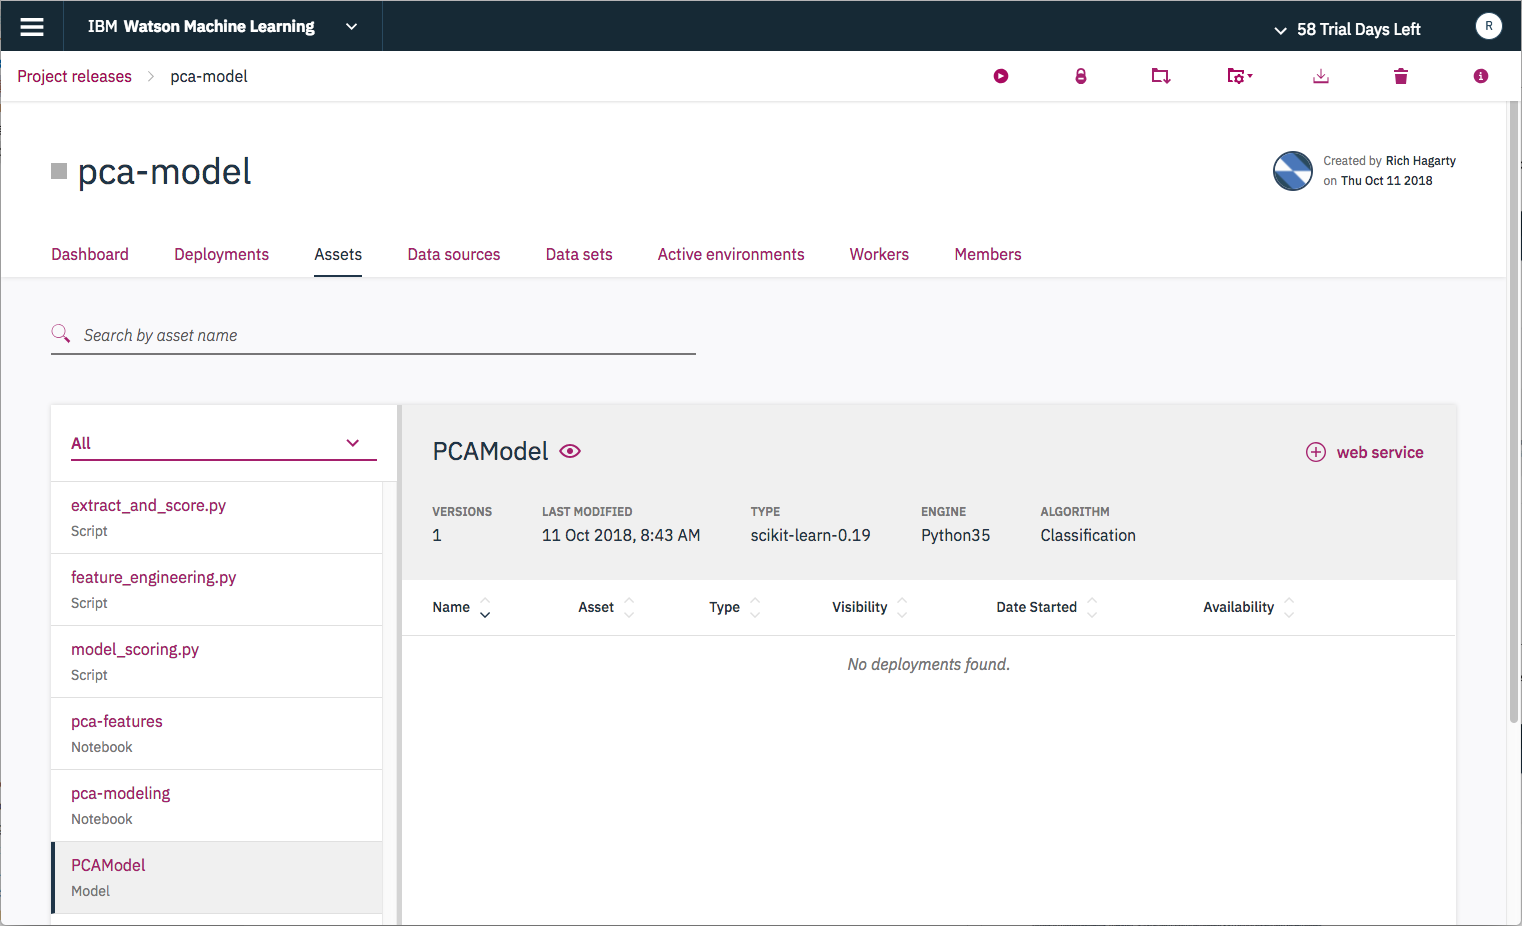 IBM Watson Machine Learning
58 Trial Days Left
R
Project releases > pca-model
pca-model
Created by Rich Hagarty
on Thu Oct 11 2018
Dashboard Deployments Assets Data sources Data sets Active environments Workers Members
Search by asset name
All
extract_and_score.py
Script
feature_engineering.py
Script
model_scoring.py
Script
pca-features
Notebook
pca-modeling
Notebook
PCAModel
Model
PCAModel
web service
VERSIONS LAST MODIFIED TYPE ENGINE ALGORITHM
1 11 Oct 2018, 8:43 AM scikit-learn-0.19 Python35 Classification
Name Asset Type Visibility Date Started Availability
No deployments found.